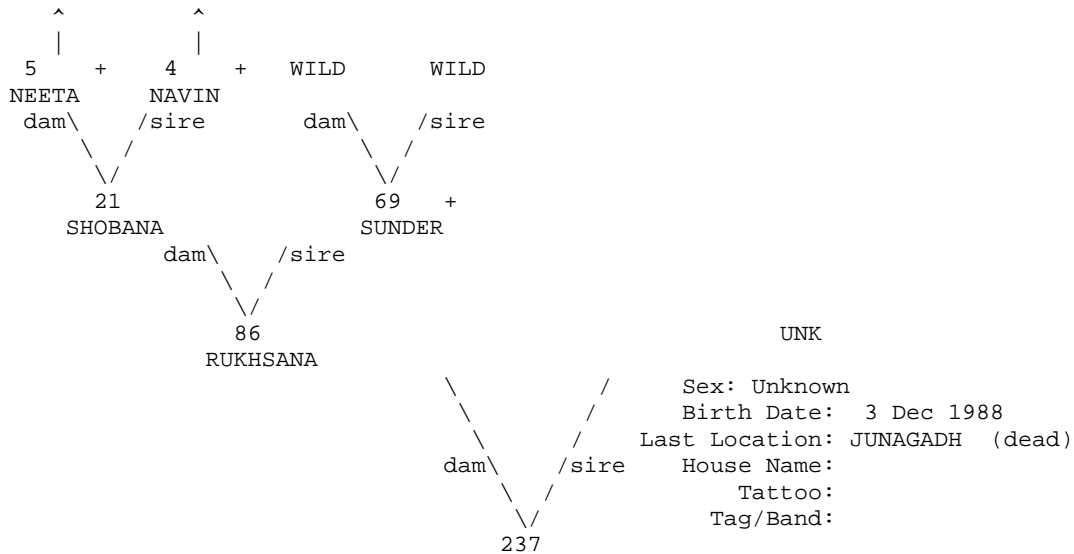 ^ ^
| |
5 + 4 + WILD WILD
NEETA NAVIN
dam\ /sire dam\ /sire
\ / \ /
\/ \/
21 69 +
SHOBANA SUNDER
dam\ /sire
\ /
\/
86 UNK
RUKHSANA
\ / Sex: Unknown
\ / Birth Date: 3 Dec 1988
\ / Last Location: JUNAGADH (dead)
dam\ /sire House Name:
\ / Tattoo:
\/ Tag/Band:
237